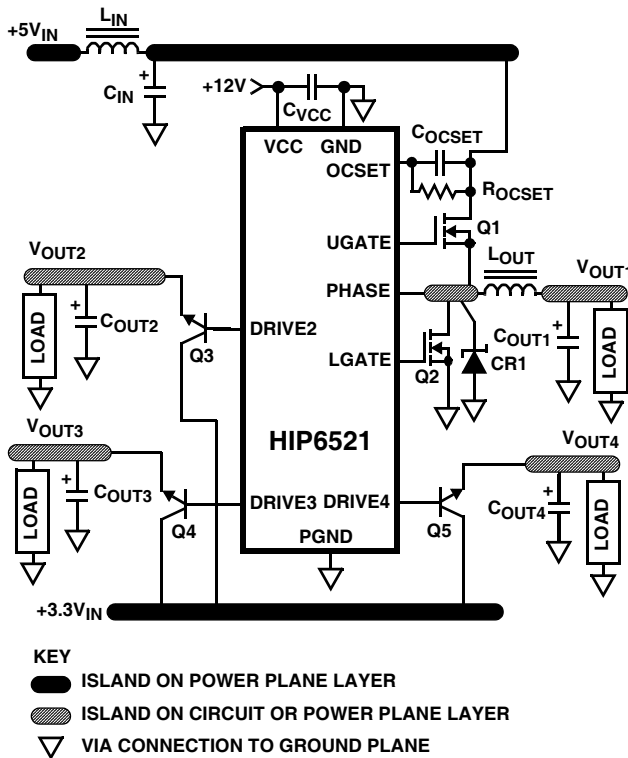 +5VIN
LIN
CIN
+
+12V
CVCC
VCC
GND
OCSET
COCSET
ROCSET
UGATE
Q1
PHASE
LOUT
VOUT1
LGATE
Q2
CR1
COUT1
+
LOAD
VOUT2
LOAD
+
COUT2
Q3
DRIVE2
HIP6521
VOUT3
LOAD
+
COUT3
Q4
DRIVE3
DRIVE4
Q5
VOUT4
COUT4
+
LOAD
PGND
+3.3VIN
KEY
ISLAND ON POWER PLANE LAYER
ISLAND ON CIRCUIT OR POWER PLANE LAYER
VIA CONNECTION TO GROUND PLANE